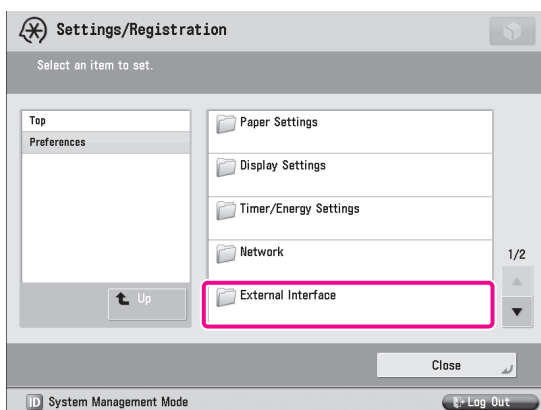 Settings/Registration
Select an item to set.
Top
Preferences
Up
Paper Settings
Display Settings
Timer/Energy Settings
Network
External Interface
1/2
Close
ID System Management Mode
Log Out